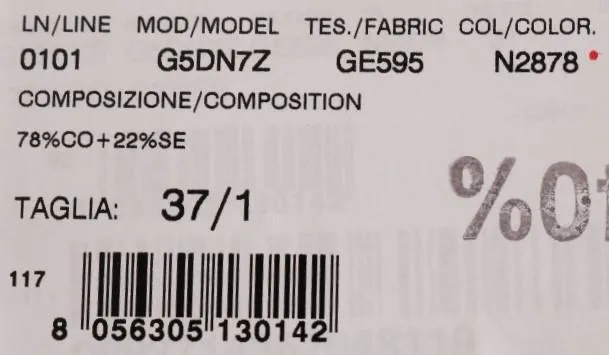 LN/LINE MOD/MODEL TES./FABRIC COL/COLOR.
0101 G5DN7Z GE595 N2878
COMPOSIZIONE/COMPOSITION
78%CO+22%SE
%0
TAGLIA: 37/1
117
8 056305 130142